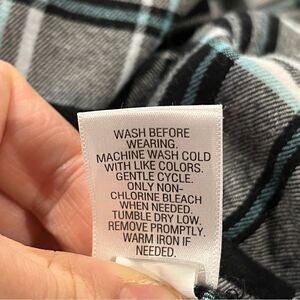 WASH BEFORE
WEARING.
MACHINE WASH COLD
WITH LIKE COLORS.
GENTLE CYCLE.
ONLY NON-
CHLORINE BLEACH
WHEN NEEDED.
TUMBLE DRY LOW.
REMOVE PROMPTLY.
WARM IRON IF
NEEDED.